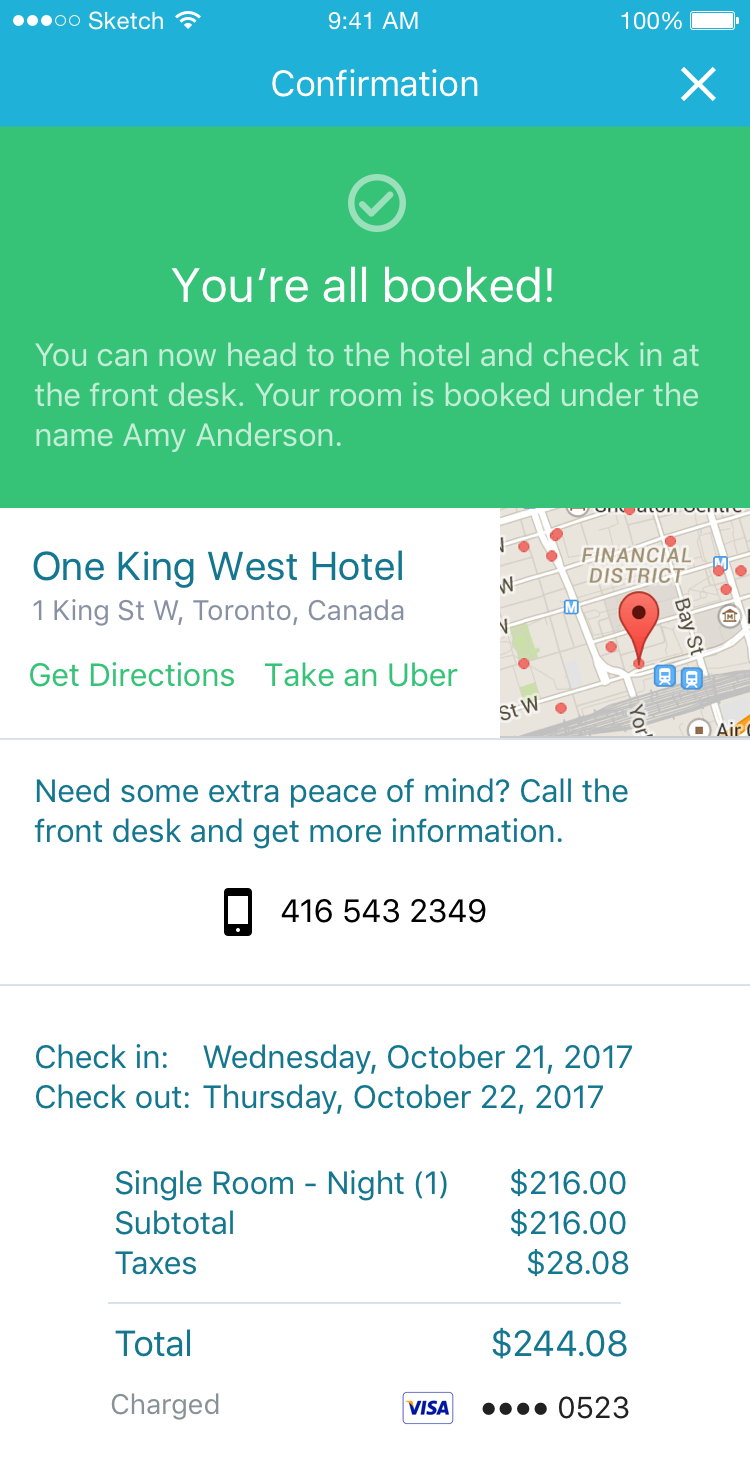 ●●●○○ Sketch 9:41 AM 100%
Confirmation
You’re all booked!
You can now head to the hotel and check in at
the front desk. Your room is booked under the
name Amy Anderson.
One King West Hotel
1 King St W, Toronto, Canada
Get Directions Take an Uber
FINANCIAL
DISTRICT
M
M
Bay St
St W
Need some extra peace of mind? Call the
front desk and get more information.
416 543 2349
Check in: Wednesday, October 21, 2017
Check out: Thursday, October 22, 2017
Single Room - Night (1) $216.00
Subtotal $216.00
Taxes $28.08
Total $244.08
Charged VISA ●●●● 0523